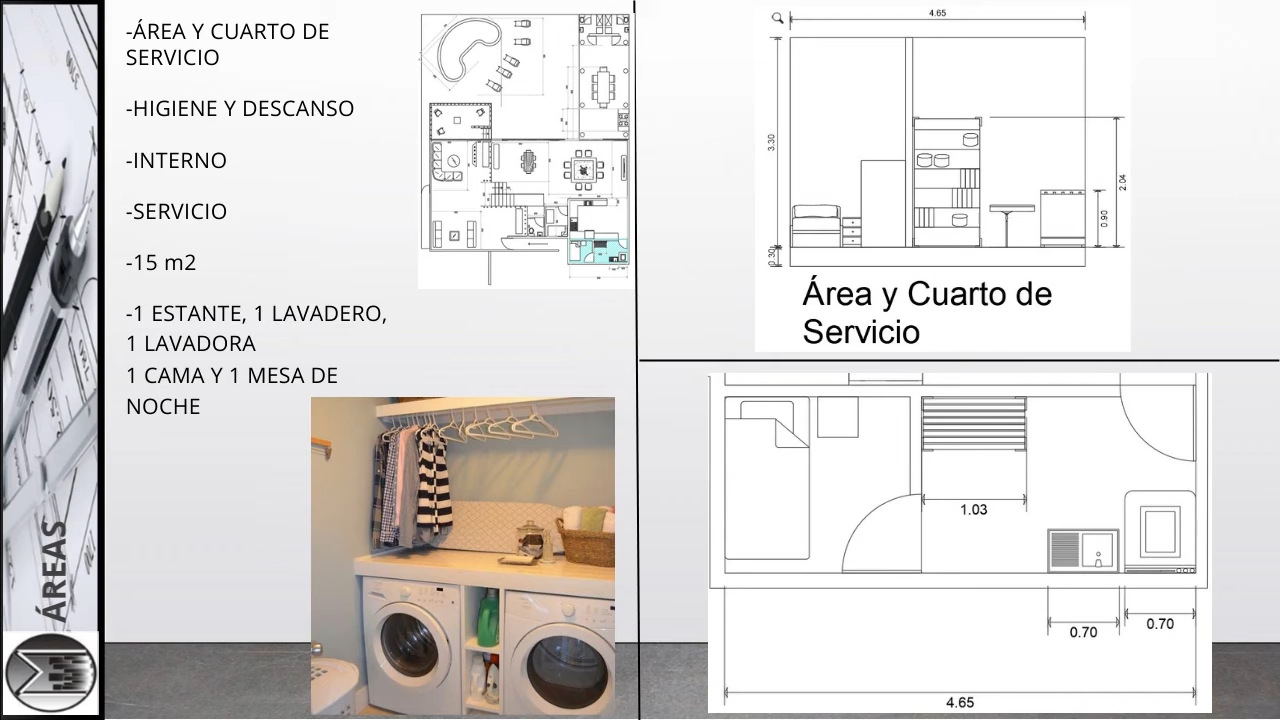 -ÁREA Y CUARTO DE
SERVICIO
-HIGIENE Y DESCANSO
-INTERNO
-SERVICIO
-15 m2
-1 ESTANTE, 1 LAVADERO,
1 LAVADORA
1 CAMA Y 1 MESA DE
NOCHE
ÁREAS
4.65
3.30
2.04
0.90
0.30
Área y Cuarto de
Servicio
1.03
0.70
0.70
4.65